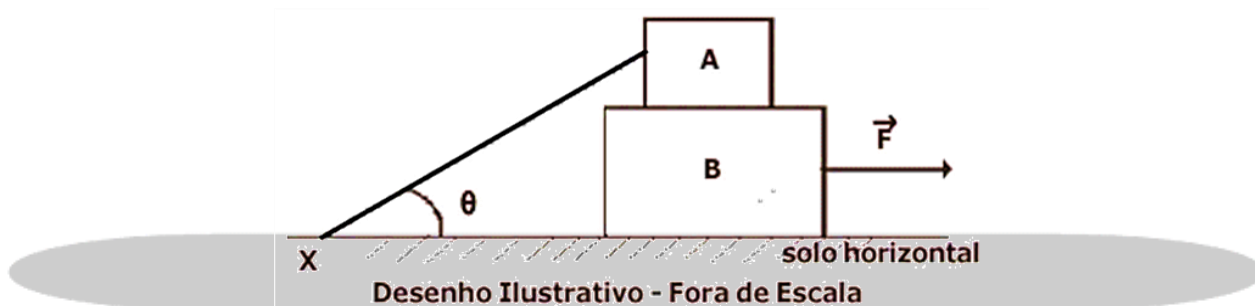 A
F
B
θ
X
solo horizontal
Desenho Ilustrativo - Fora de Escala